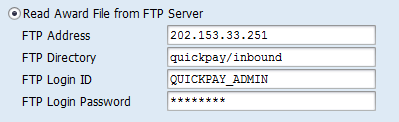 Read Award File from FTP Server
FTP Address 202.153.33.251
FTP Directory quickpay/inbound
FTP Login ID QUICKPAY_ADMIN
FTP Login Password ********